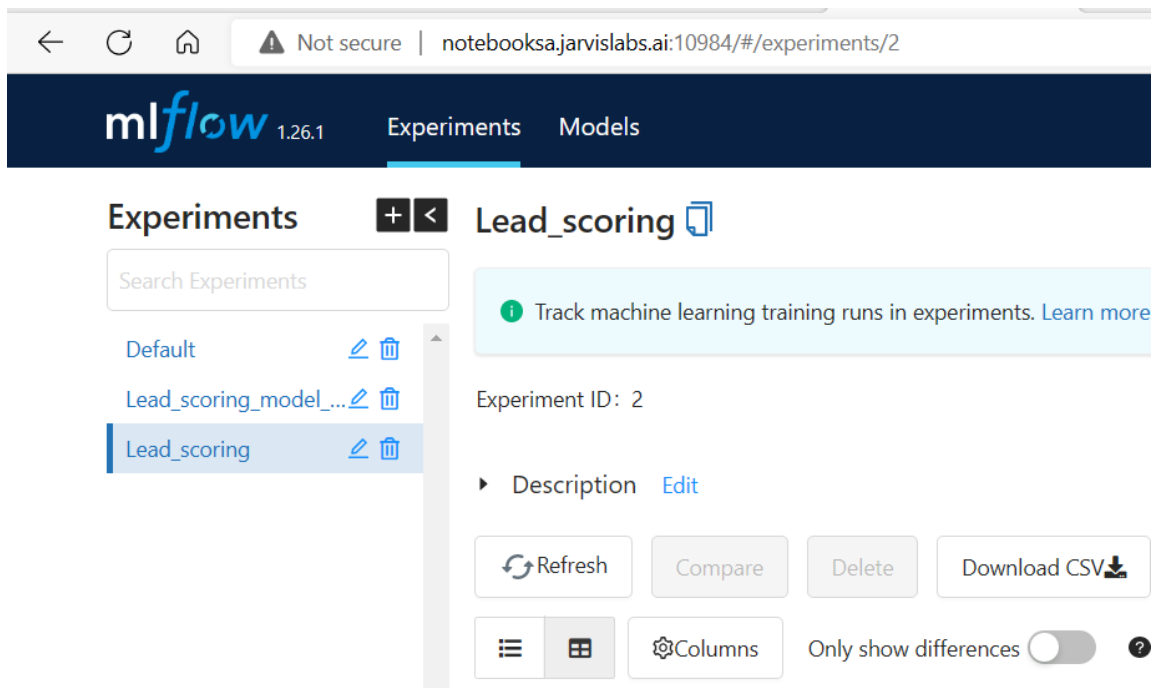 Not secure | notebooksa.jarvislabs.ai:10984/#/experiments/2
mlflow 1.26.1 Experiments Models
Experiments
Search Experiments
Default
Lead_scoring_model_...
Lead_scoring
Lead_scoring
Track machine learning training runs in experiments. Learn more
Experiment ID: 2
Description Edit
Refresh Compare Delete Download CSV
Columns Only show differences